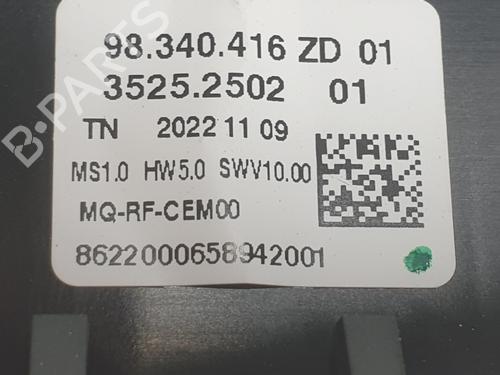 98.340.416 ZD 01
3525.2502 01
TN 2022 11 09
MS1.0 HW5.0 SWV10.00
MQ-RF-CEM00
8622000658942001
B-PARTS